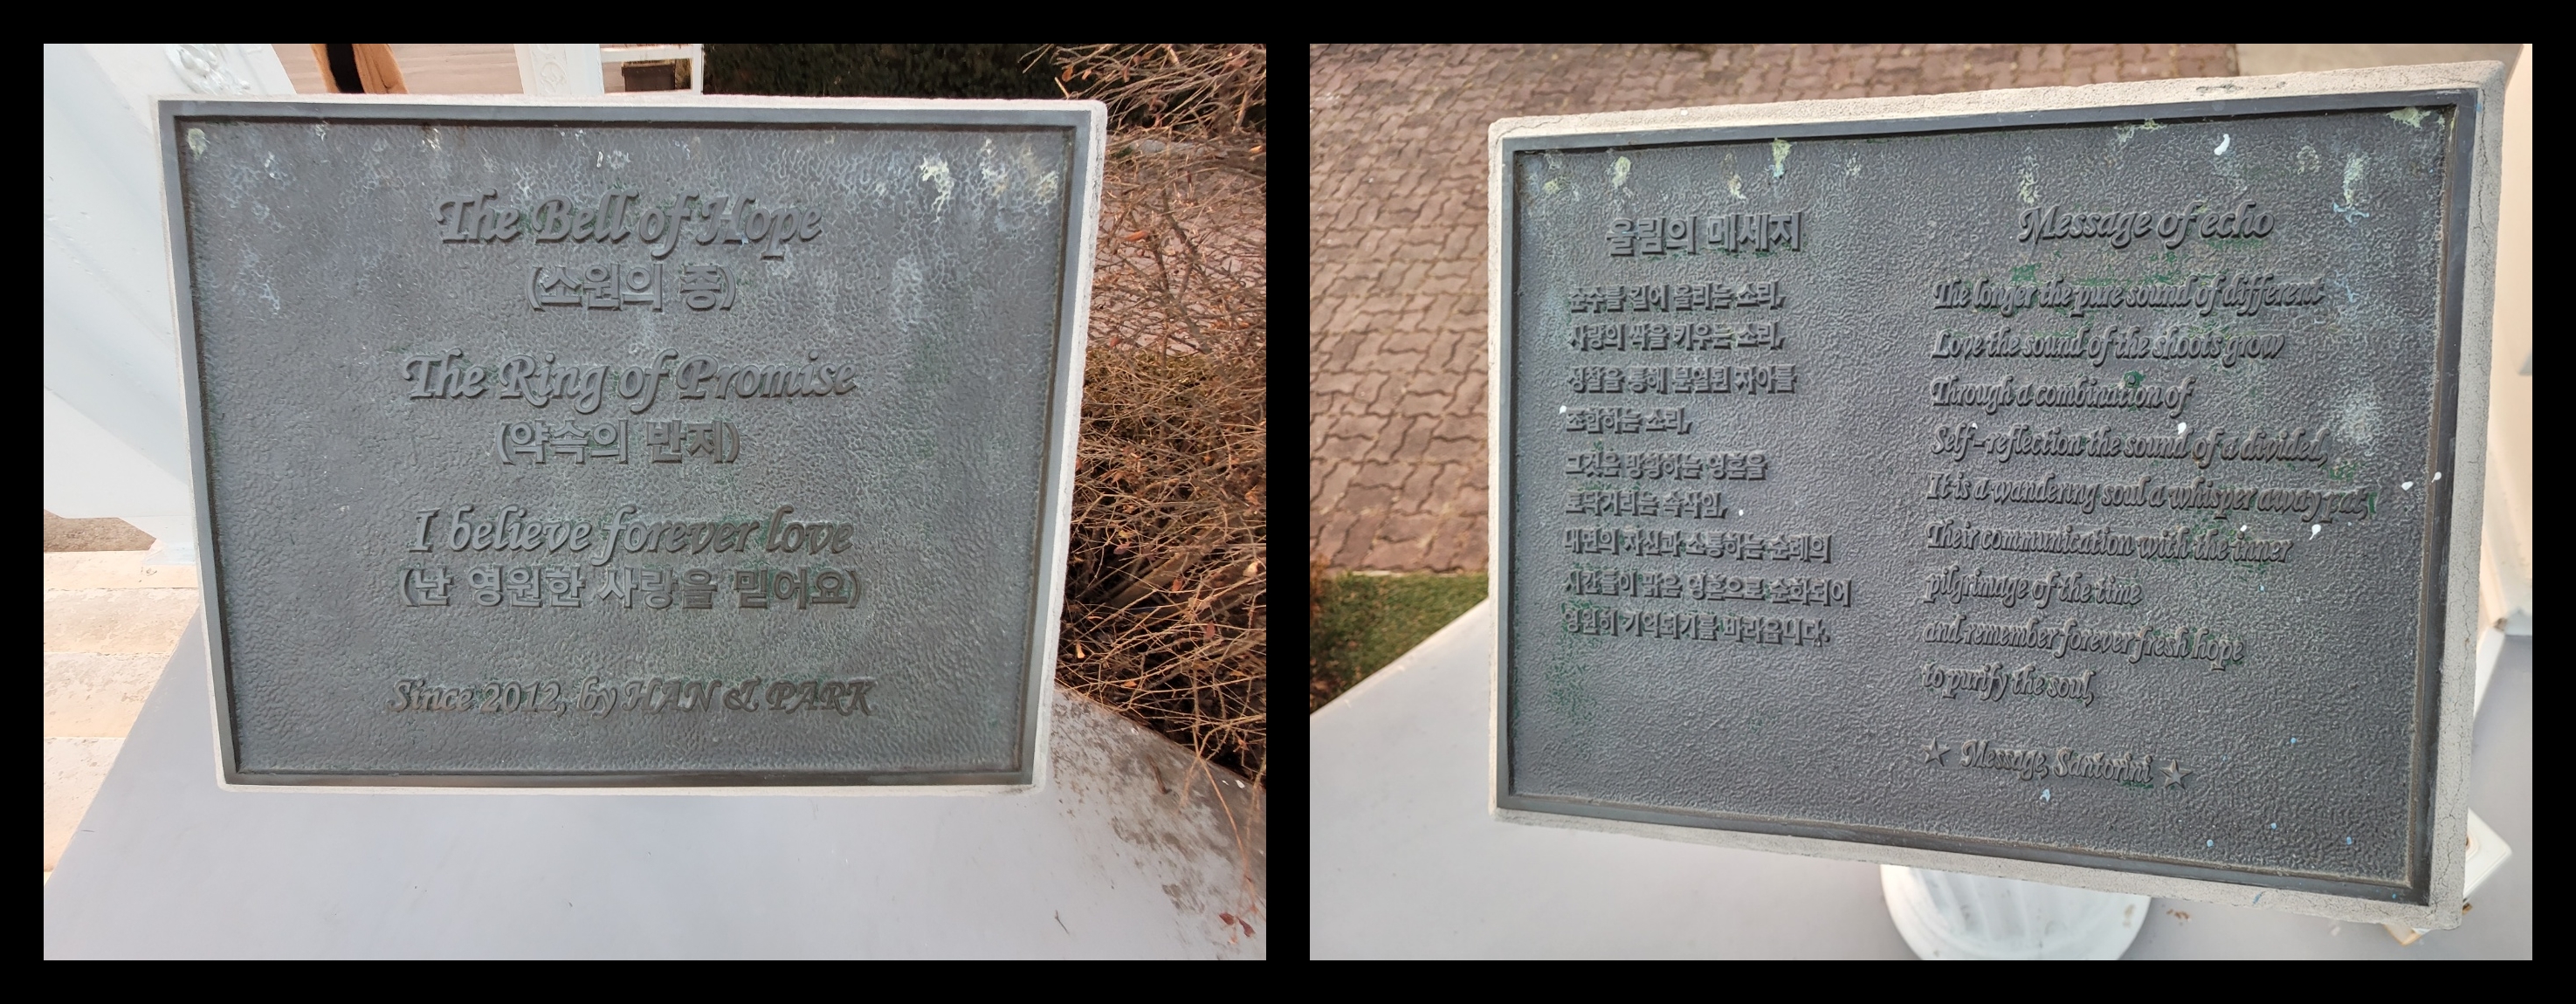 The Bell of Hope
(소원의 종)
The Ring of Promise
(약속의 반지)
I believe forever love
(난 영원한 사랑을 믿어요)
Since 2012, by HAN & PARK
울림의 메세지
순수를 길어 올리는 소리,
사랑의 싹을 키우는 소리,
성찰을 통해 분열된 자아를
조합하는 소리,
그것은 방황하는 영혼을
토닥거리는 속삭임,
내면의 자신과 소통하는 순례의
시간들이 맑은 영혼으로 순화되어
영원히 기억되기를 바라옵니다.
Message of echo
The longer the pure sound of different
Love the sound of the shoots grow
Through a combination of
Self-reflection the sound of a divided,
It is a wandering soul a whisper away pat,
Their communication with the inner
pilgrimage of the time
and remember forever fresh hope
to purify the soul,
☆ Message, Santorini ☆